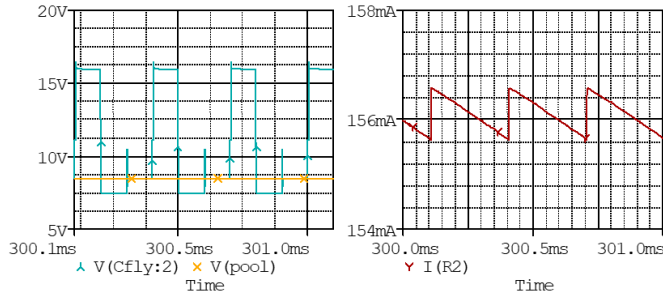 20V
15V
10V
5V
300.1ms 300.5ms 301.0ms
V(Cfly:2) V(pool)
Time
158mA
156mA
154mA
300.0ms 300.5ms 301.0ms
I(R2)
Time